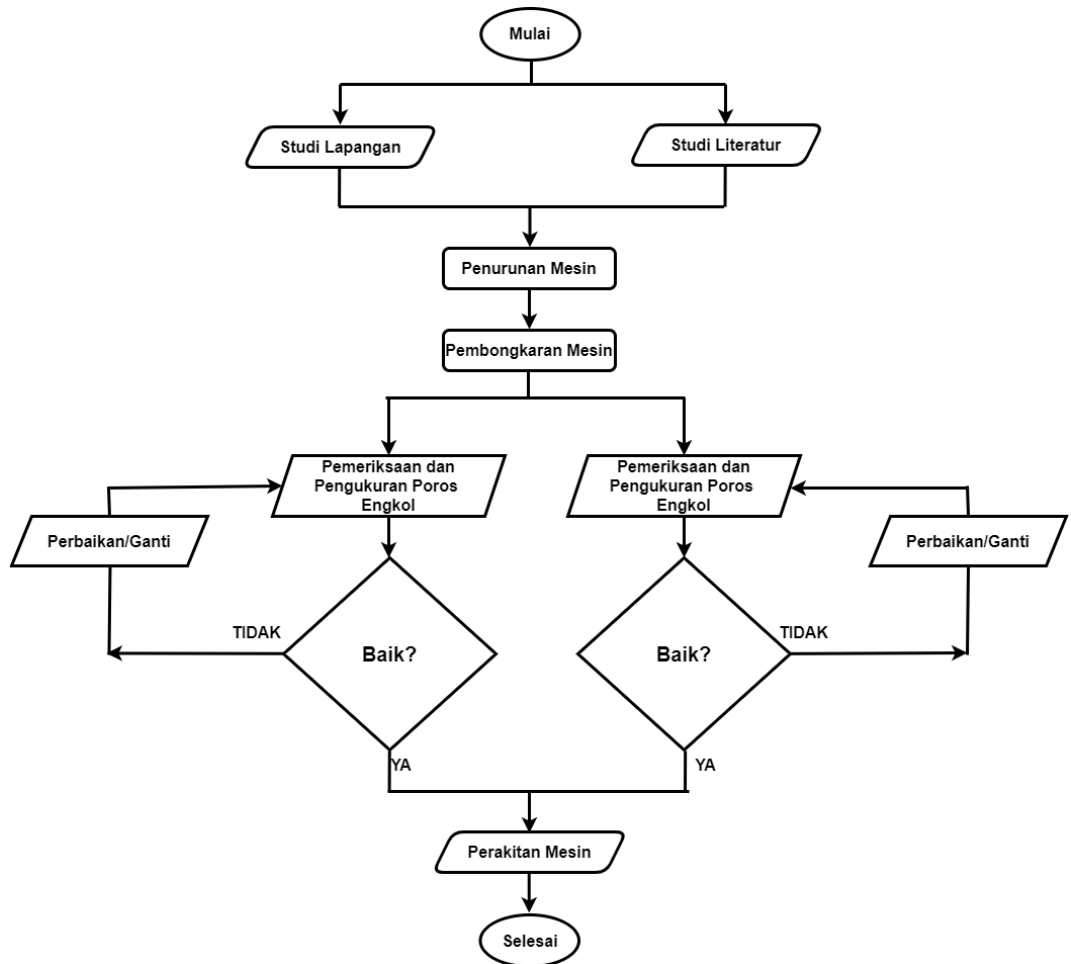 Mulai
Studi Lapangan
Studi Literatur
Penurunan Mesin
Pembongkaran Mesin
Pemeriksaan dan
Pengukuran Poros
Engkol
Pemeriksaan dan
Pengukuran Poros
Engkol
Perbaikan/Ganti
Perbaikan/Ganti
TIDAK
Baik?
Baik?
TIDAK
YA
YA
Perakitan Mesin
Selesai